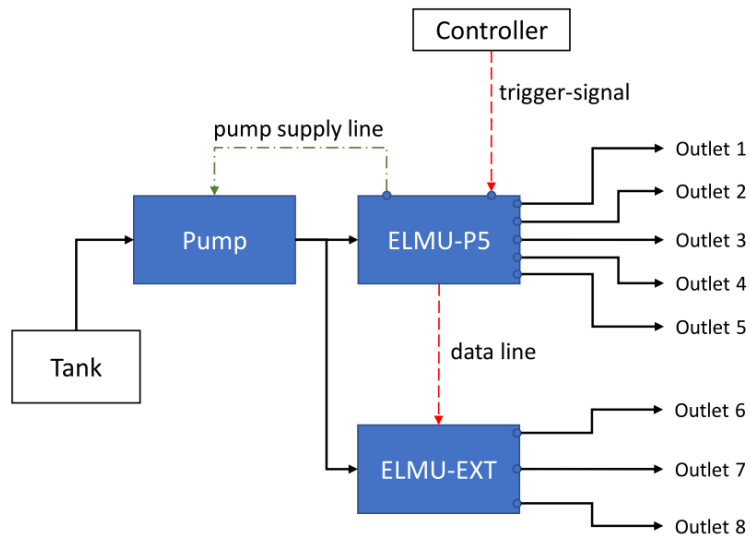 Controller
trigger-signal
pump supply line
Outlet 1
Outlet 2
Pump
ELMU-P5
Outlet 3
Outlet 4
Outlet 5
Tank
data line
Outlet 6
ELMU-EXT
Outlet 7
Outlet 8